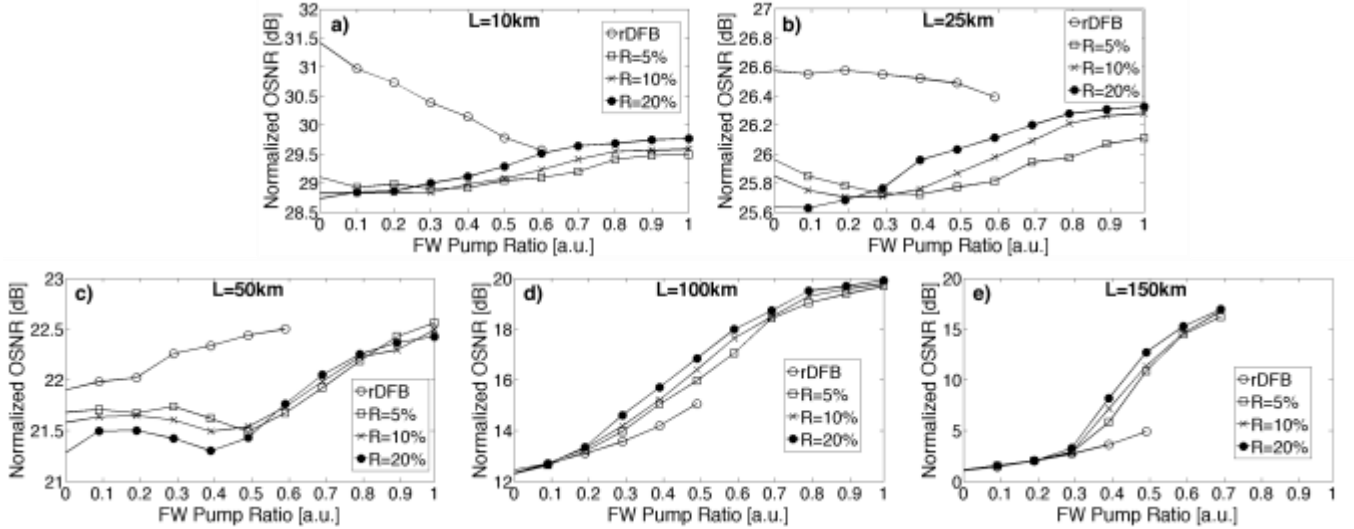 a) L=10km
Normalized OSNR [dB]
32
31.5
31
30.5
30
29.5
29
28.5
rDFB
R=5%
R=10%
R=20%
0 0.1 0.2 0.3 0.4 0.5 0.6 0.7 0.8 0.9 1
FW Pump Ratio [a.u.]
b) L=25km
Normalized OSNR [dB]
27
26.8
26.6
26.4
26.2
26
25.8
25.6
rDFB
R=5%
R=10%
R=20%
0 0.1 0.2 0.3 0.4 0.5 0.6 0.7 0.8 0.9 1
FW Pump Ratio [a.u.]
c) L=50km
Normalized OSNR [dB]
23
22.5
22
21.5
21
rDFB
R=5%
R=10%
R=20%
0 0.1 0.2 0.3 0.4 0.5 0.6 0.7 0.8 0.9 1
FW Pump Ratio [a.u.]
d) L=100km
Normalized OSNR [dB]
20
18
16
14
12
rDFB
R=5%
R=10%
R=20%
0 0.1 0.2 0.3 0.4 0.5 0.6 0.7 0.8 0.9 1
FW Pump Ratio [a.u.]
e) L=150km
Normalized OSNR [dB]
20
15
10
5
0
rDFB
R=5%
R=10%
R=20%
0 0.1 0.2 0.3 0.4 0.5 0.6 0.7 0.8 0.9 1
FW Pump Ratio [a.u.]